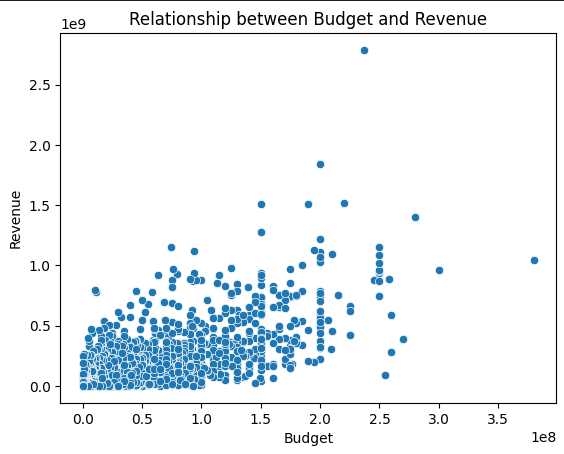 Relationship between Budget and Revenue
1e9
2.5
2.0
1.5
1.0
0.5
0.0
Revenue
0.0 0.5 1.0 1.5 2.0 2.5 3.0 3.5
Budget
1e8